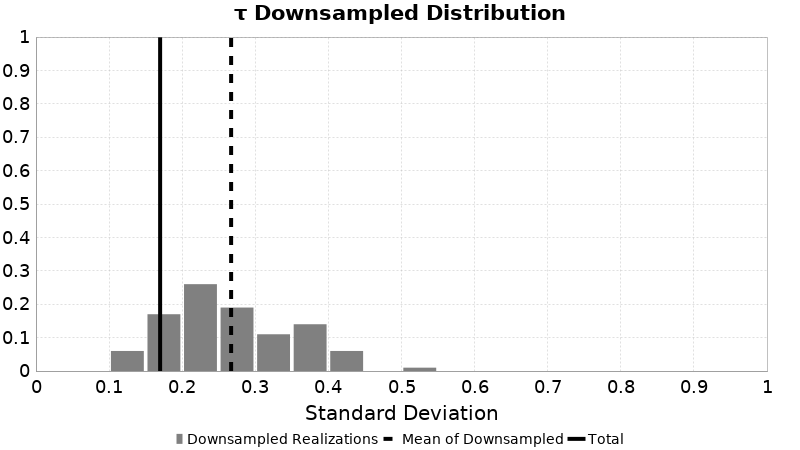 τ Downsampled Distribution
1
0.9
0.8
0.7
0.6
0.5
0.4
0.3
0.2
0.1
0
0 0.1 0.2 0.3 0.4 0.5 0.6 0.7 0.8 0.9 1
Standard Deviation
Downsampled Realizations Mean of Downsampled Total